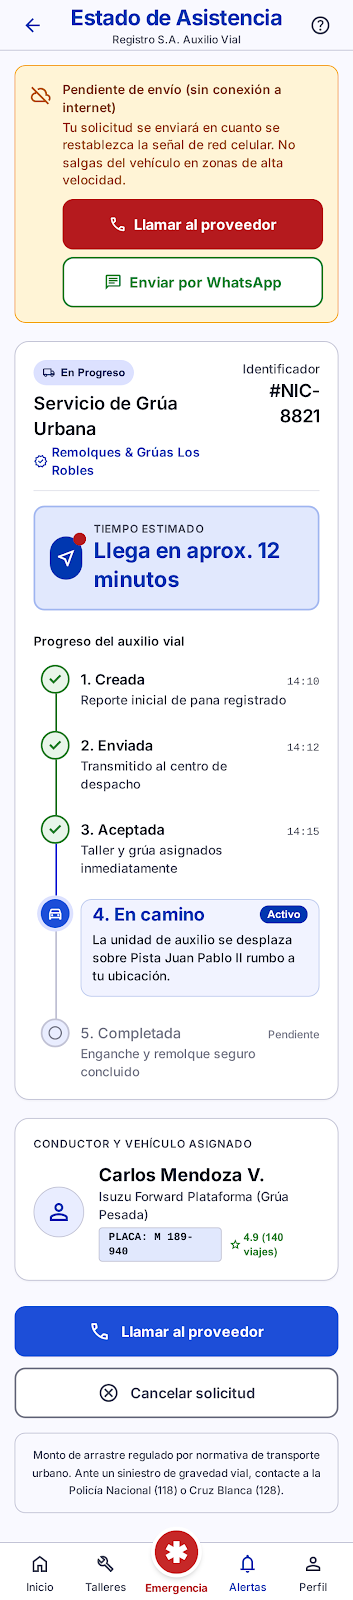 Estado de Asistencia
Registro S.A. Auxilio Vial
Pendiente de envío (sin conexión a
internet)
Tu solicitud se enviará en cuanto se
restablezca la señal de red celular. No
salgas del vehículo en zonas de alta
velocidad.
Llamar al proveedor
Enviar por WhatsApp
En Progreso
Identificador
Servicio de Grúa
Urbana
#NIC-
8821
Remolques & Grúas Los
Robles
TIEMPO ESTIMADO
Llega en aprox. 12
minutos
Progreso del auxilio vial
1. Creada 14:10
Reporte inicial de pana registrado
2. Enviada 14:12
Transmitido al centro de
despacho
3. Aceptada 14:15
Taller y grúa asignados
inmediatamente
4. En camino Activo
La unidad de auxilio se desplaza
sobre Pista Juan Pablo II rumbo a
tu ubicación.
5. Completada Pendiente
Enganche y remolque seguro
concluido
CONDUCTOR Y VEHÍCULO ASIGNADO
Carlos Mendoza V.
Isuzu Forward Plataforma (Grúa
Pesada)
PLACA: M 189-
940
4.9 (140
viajes)
Llamar al proveedor
Cancelar solicitud
Monto de arrastre regulado por normativa de transporte
urbano. Ante un siniestro de gravedad vial, contacte a la
Policía Nacional (118) o Cruz Blanca (128).
Inicio Talleres Emergencia Alertas Perfil